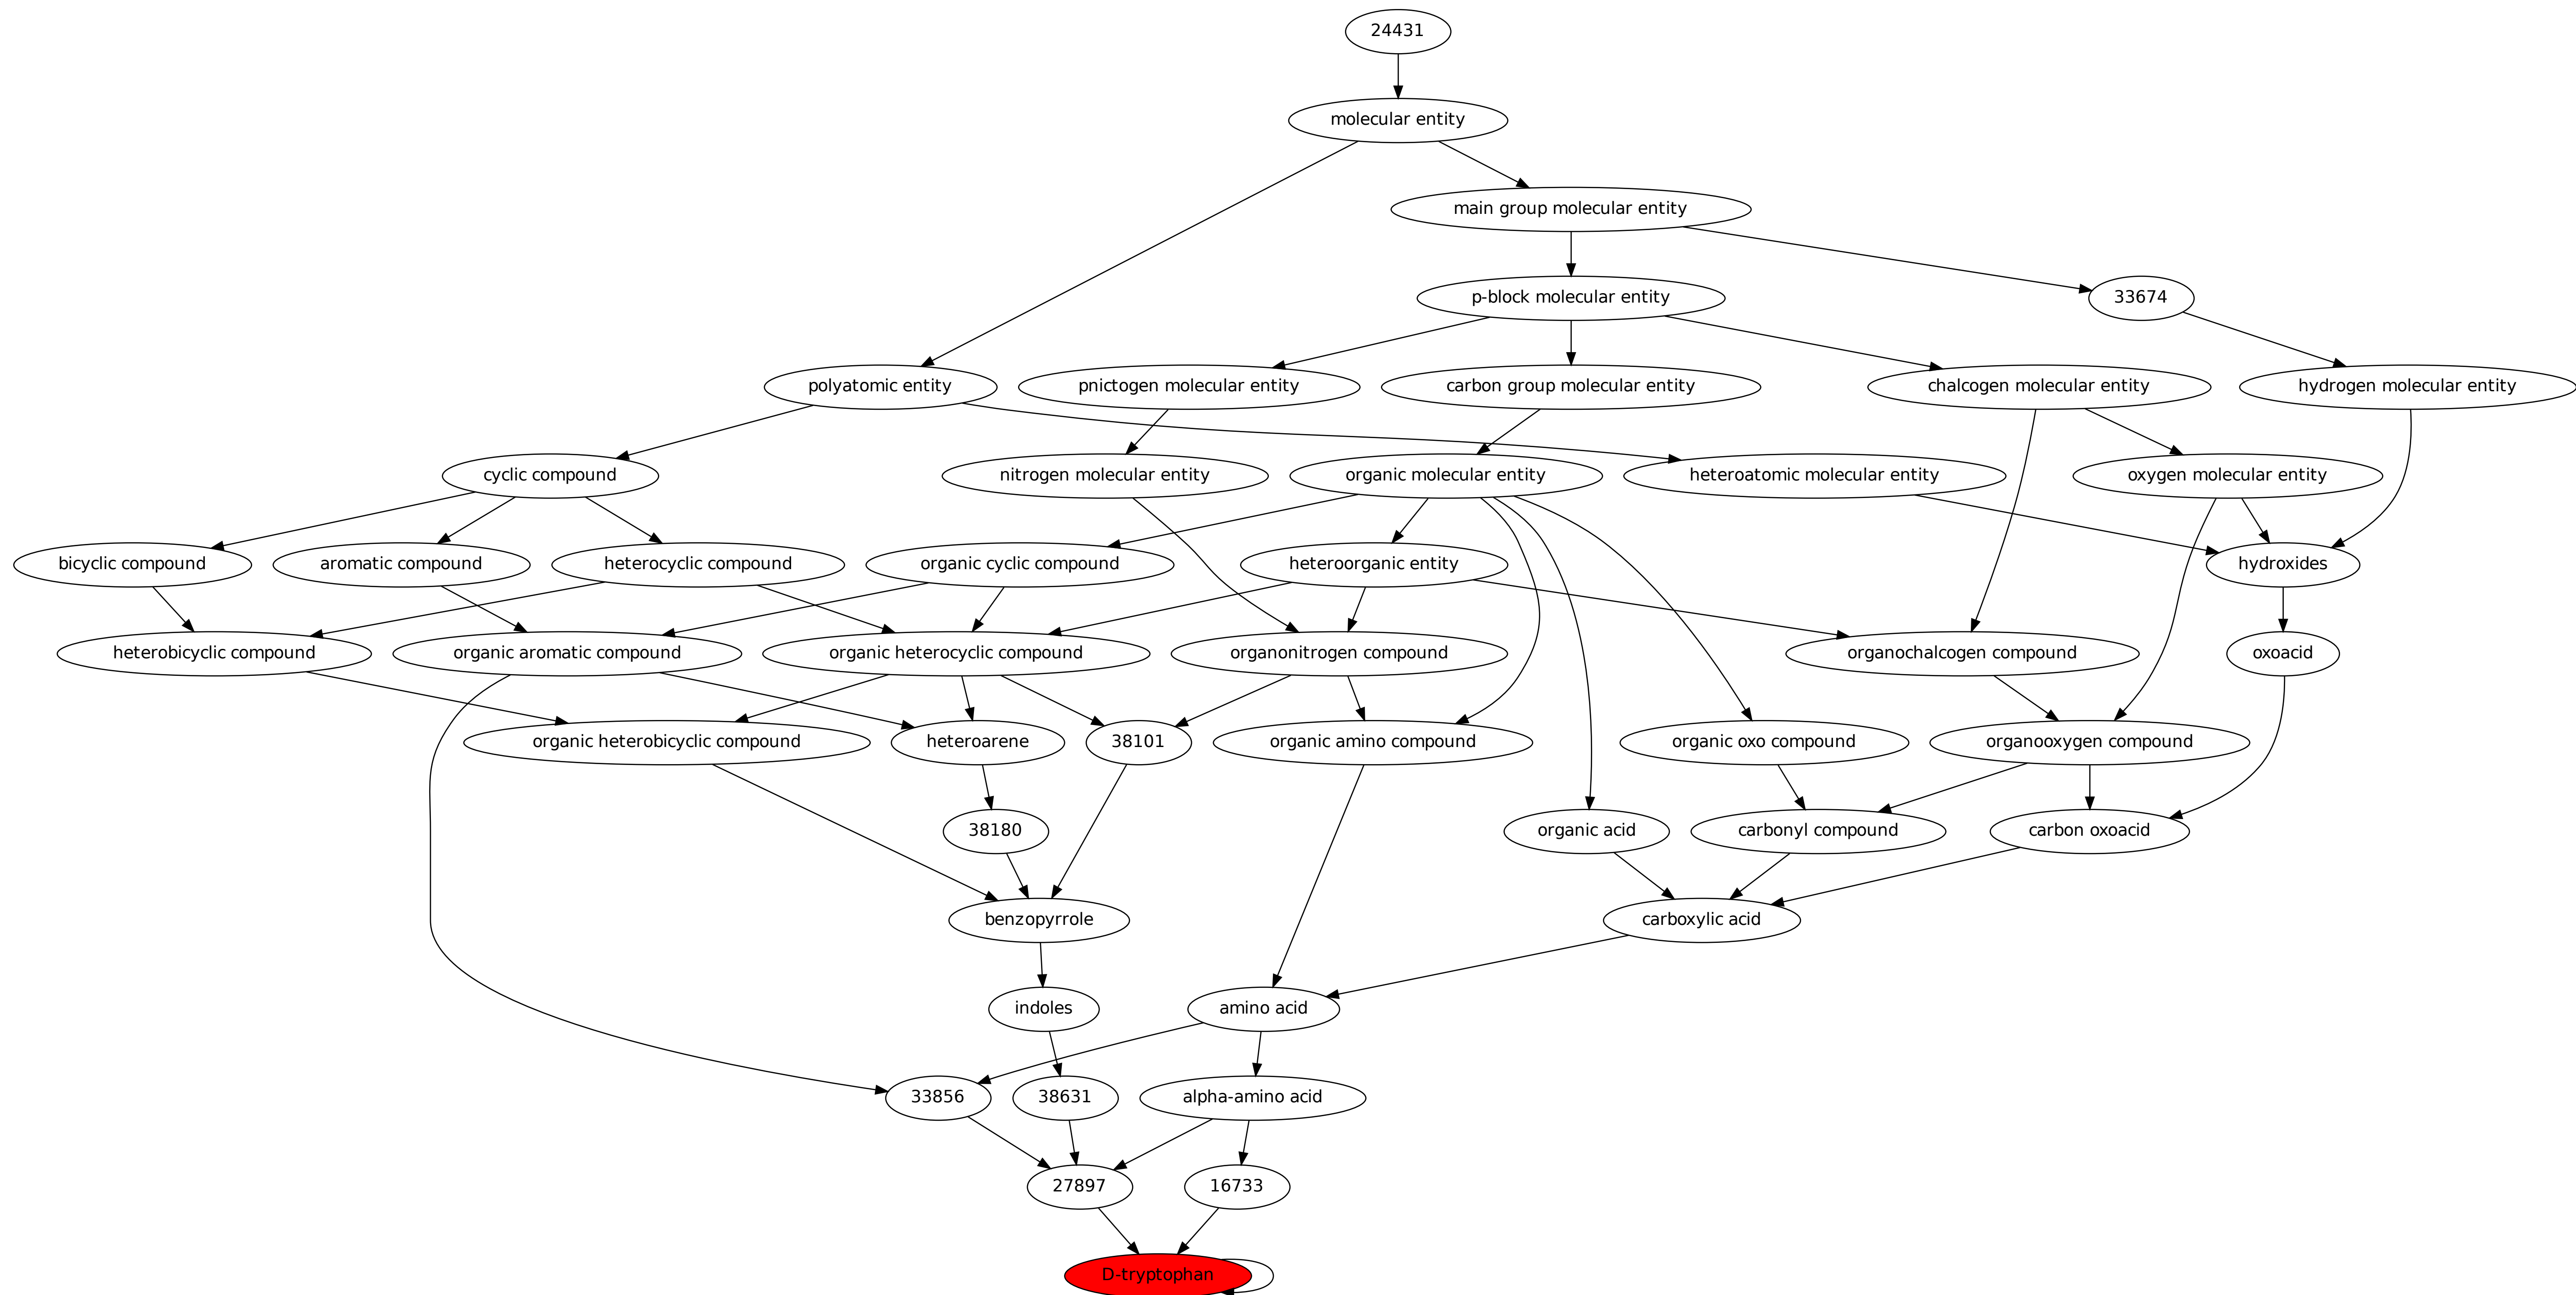 24431
molecular entity
main group molecular entity
p-block molecular entity
33674
polyatomic entity
pnictogen molecular entity
carbon group molecular entity
chalcogen molecular entity
hydrogen molecular entity
cyclic compound
nitrogen molecular entity
organic molecular entity
heteroatomic molecular entity
oxygen molecular entity
bicyclic compound
aromatic compound
heterocyclic compound
organic cyclic compound
heteroorganic entity
hydroxides
heterobicyclic compound
organic aromatic compound
organic heterocyclic compound
organonitrogen compound
organochalcogen compound
oxoacid
organic heterobicyclic compound
heteroarene
38101
organic amino compound
organic oxo compound
organooxygen compound
38180
organic acid
carbonyl compound
carbon oxoacid
benzopyrrole
carboxylic acid
indoles
amino acid
33856
38631
alpha-amino acid
27897
16733
D-tryptophan